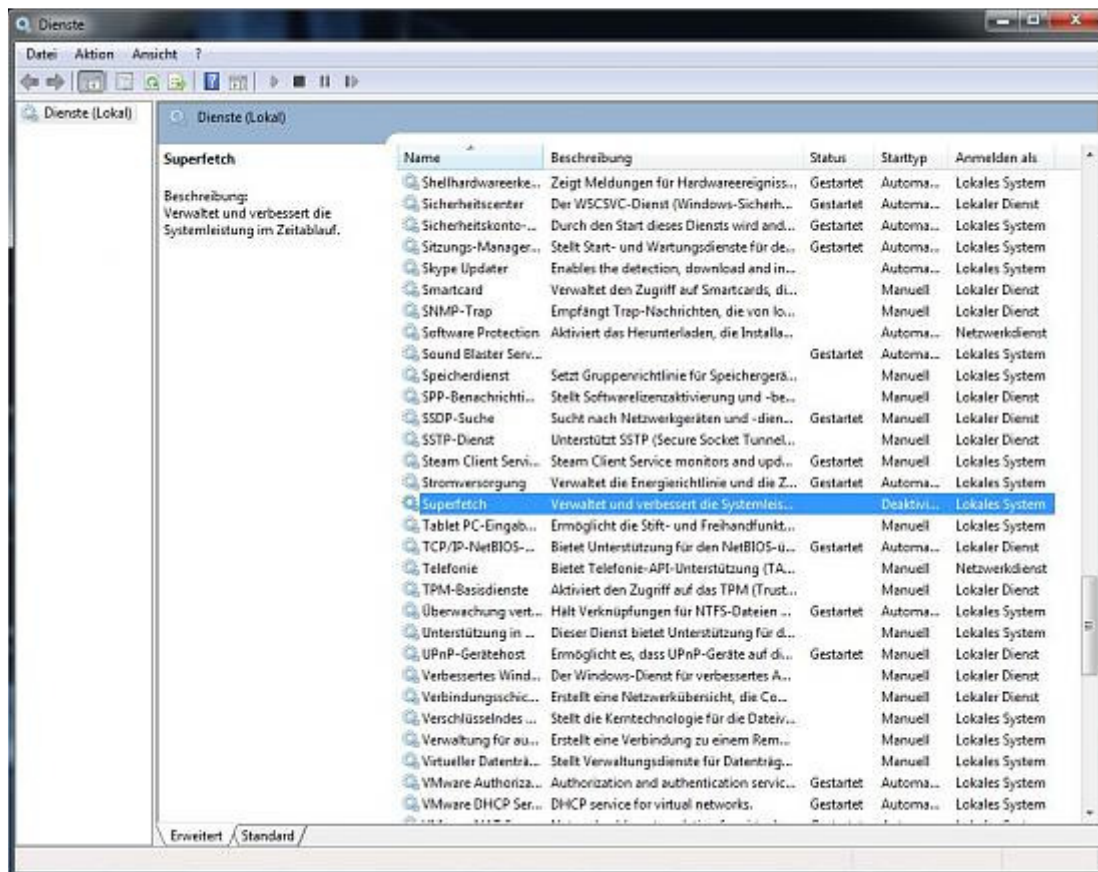 Dienste
Datei Aktion Ansicht ?
Dienste (Lokal)
Dienste (Lokal)
Superfetch
Beschreibung:
Verwaltet und verbessert die
Systemleistung im Zeitablauf.
Name Beschreibung Status Starttyp Anmelden als
Shellhardwareerke... Zeigt Meldungen für Hardwareereigniss... Gestartet Automa... Lokales System
Sicherheitscenter Der WSCSVC-Dienst (Windows-Sicherh... Gestartet Automa... Lokaler Dienst
Sicherheitskonto-... Durch den Start dieses Diensts wird and... Gestartet Automa... Lokales System
Sitzungs-Manager... Stellt Start- und Wartungsdienste für de... Gestartet Automa... Lokales System
Skype Updater Enables the detection, download and in... Automa... Lokales System
Smartcard Verwaltet den Zugriff auf Smartcards, di... Manuell Lokaler Dienst
SNMP-Trap Empfängt Trap-Nachrichten, die von lo... Manuell Lokaler Dienst
Software Protection Aktiviert das Herunterladen, die Installa... Automa... Netzwerkdienst
Sound Blaster Serv... Gestartet Automa... Lokales System
Speicherdienst Setzt Gruppenrichtlinie für Speichergerä... Manuell Lokales System
SPP-Benachrichti... Stellt Softwarelizenzaktivierung und -be... Manuell Lokaler Dienst
SSDP-Suche Sucht nach Netzwerkgeräten und -dien... Gestartet Manuell Lokaler Dienst
SSTP-Dienst Unterstützt SSTP (Secure Socket Tunnel... Manuell Lokaler Dienst
Steam Client Servi... Steam Client Service monitors and upd... Gestartet Manuell Lokales System
Stromversorgung Verwaltet die Energierichtlinie und die Z... Gestartet Automa... Lokales System
Superfetch Verwaltet und verbessert die Systemleis... Deaktivi... Lokales System
Tablet PC-Eingab... Ermöglicht die Stift- und Freihandfunkt... Manuell Lokales System
TCP/IP-NetBIOS-... Bietet Unterstützung für den NetBIOS-ü... Gestartet Automa... Lokaler Dienst
Telefonie Bietet Telefonie-API-Unterstützung (TA... Manuell Netzwerkdienst
TPM-Basisdienste Aktiviert den Zugriff auf das TPM (Trust... Manuell Lokaler Dienst
Überwachung vert... Hält Verknüpfungen für NTFS-Dateien ... Gestartet Automa... Lokales System
Unterstützung in ... Dieser Dienst bietet Unterstützung für d... Manuell Lokales System
UPnP-Gerätehost Ermöglicht es, dass UPnP-Geräte auf di... Gestartet Manuell Lokaler Dienst
Verbessertes Wind... Der Windows-Dienst für verbessertes A... Manuell Lokaler Dienst
Verbindungsschic... Erstellt eine Netzwerkübersicht, die Co... Manuell Lokaler Dienst
Verschlüsselndes ... Stellt die Kerntechnologie für die Dateiv... Manuell Lokales System
Verwaltung für au... Erstellt eine Verbindung zu einem Rem... Manuell Lokales System
Virtueller Datenträ... Stellt Verwaltungsdienste für Datenträg... Manuell Lokales System
VMware Authoriza... Authorization and authentication servic... Gestartet Automa... Lokales System
VMware DHCP Ser... DHCP service for virtual networks. Gestartet Automa... Lokales System
Erweitert Standard